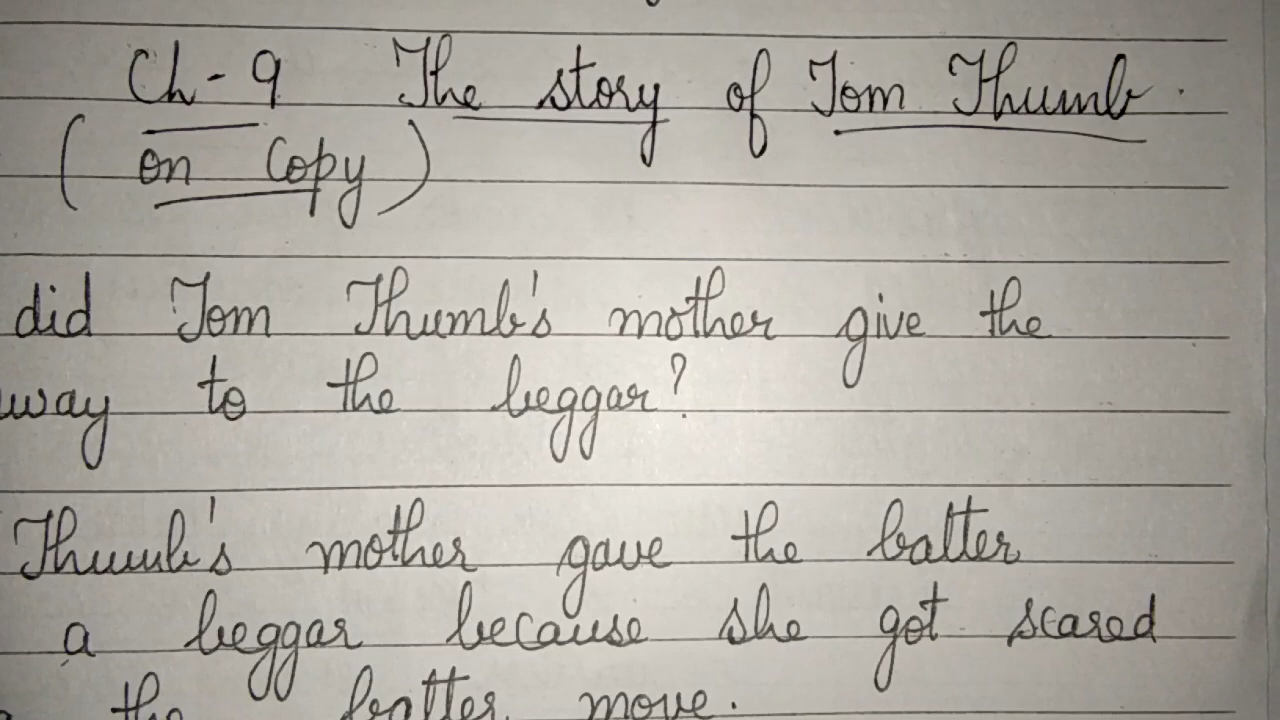 Ch-9 The story of Tom Thumb.
(on Copy)
did Tom Thumb's mother give the
way to the beggar?
Thumb's mother gave the batter
a beggar because she got scared
the batter move.